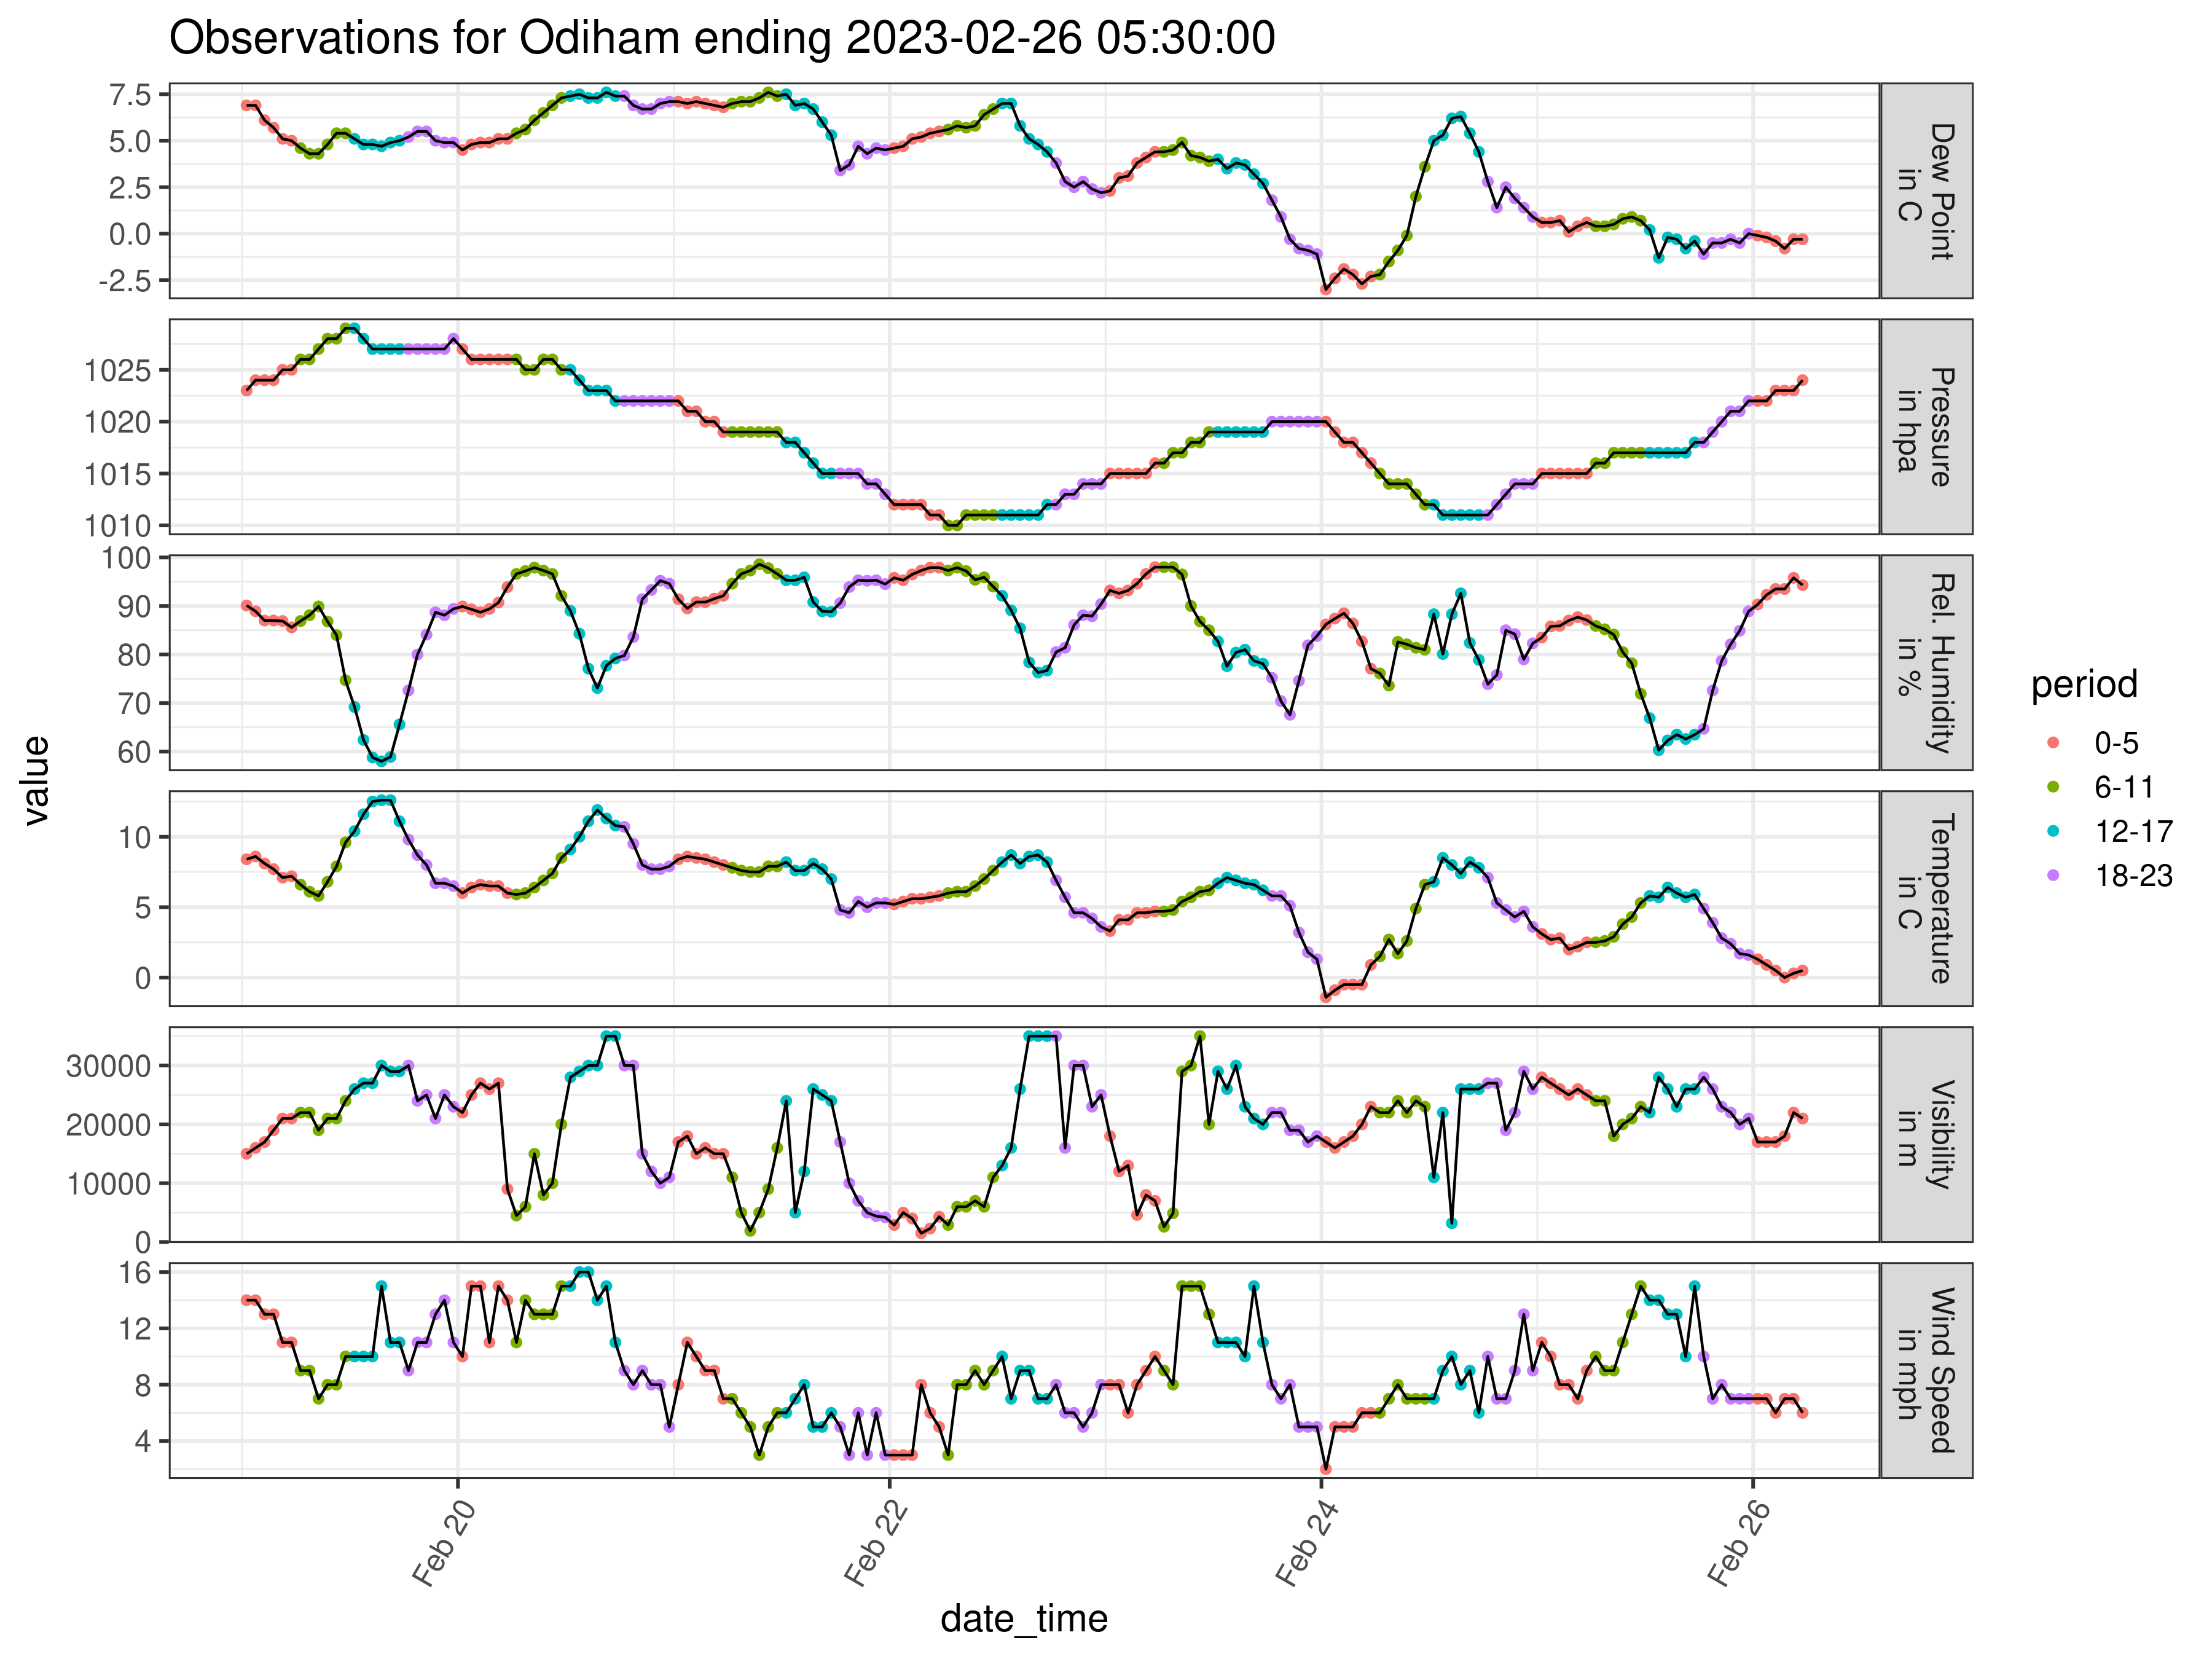 Observations for Odiham ending 2023-02-26 05:30:00
value
7.5
5.0
2.5
0.0
-2.5
Dew Point
in C
1025
1020
1015
1010
Pressure
in hpa
100
90
80
70
60
Rel. Humidity
in %
10
5
0
Temperature
in C
30000
20000
10000
0
Visibility
in m
16
12
8
4
Wind Speed
in mph
Feb 20
Feb 22
Feb 24
Feb 26
date_time
period
0-5
6-11
12-17
18-23